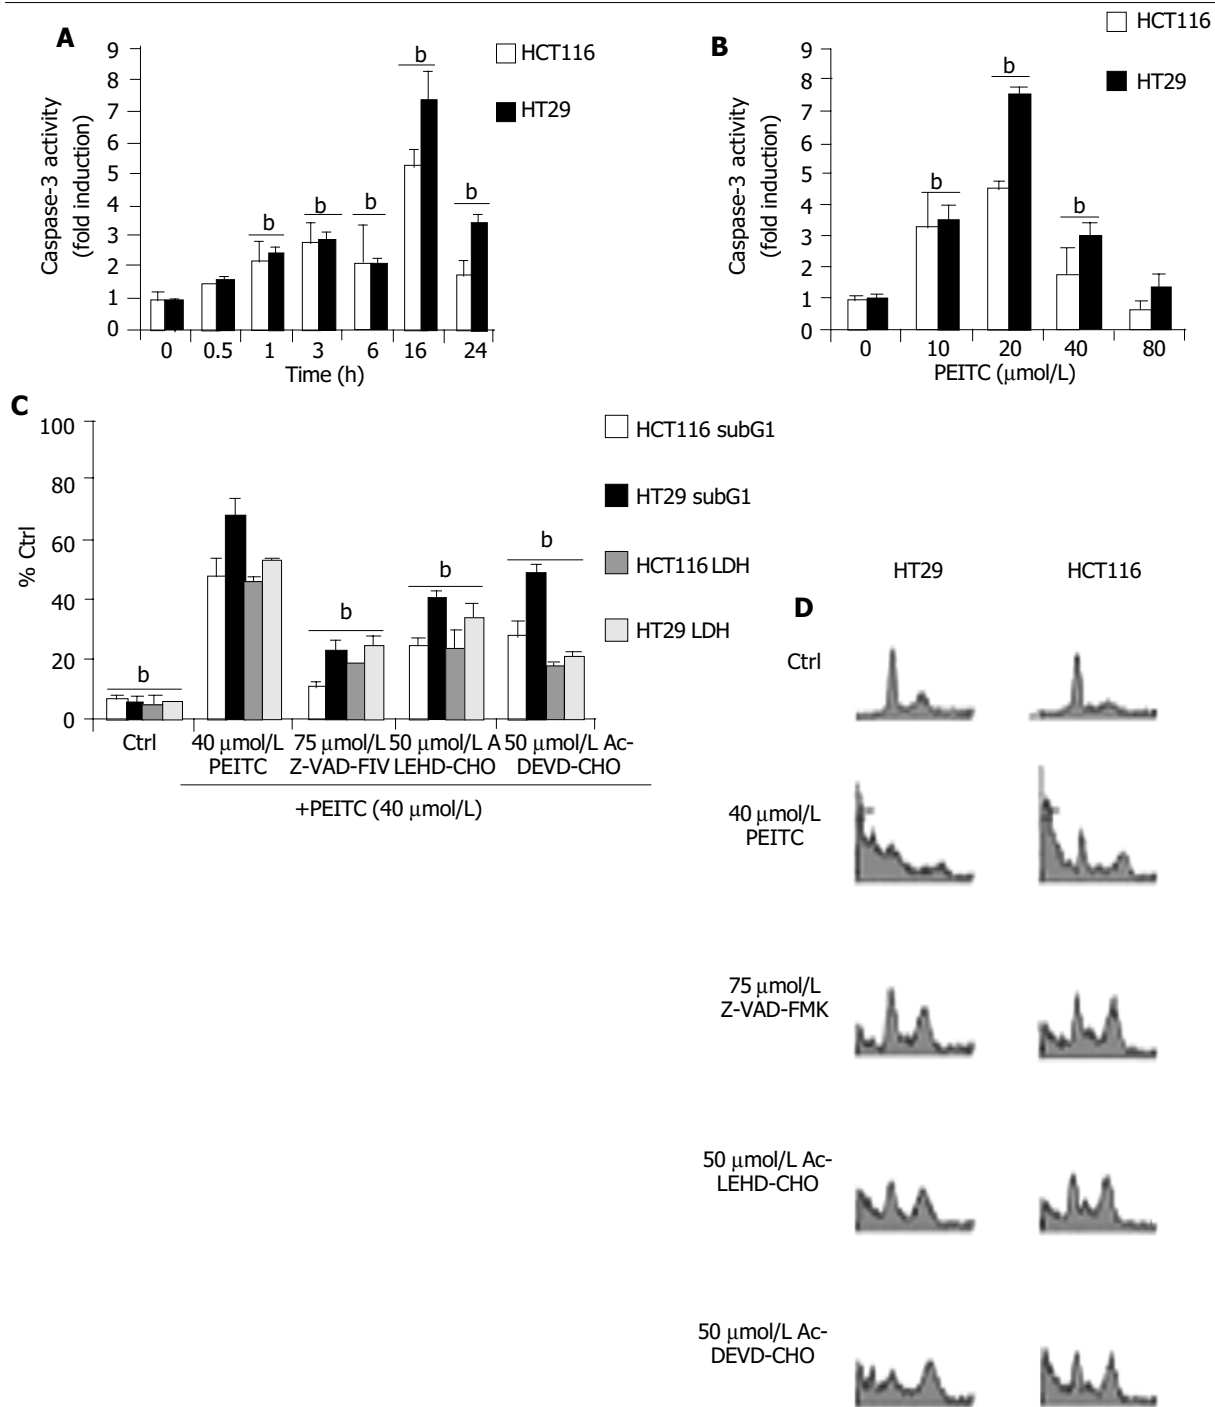 A
HCT116
HT29
Caspase-3 activity
(fold induction)
9
8
7
6
5
4
3
2
1
0
b
b
b
b
b
0 0.5 1 3 6 16 24
Time (h)
B
HCT116
HT29
Caspase-3 activity
(fold induction)
9
8
7
6
5
4
3
2
1
0
b
b
b
0 10 20 40 80
PEITC (μmol/L)
C
HCT116 subG1
HT29 subG1
HCT116 LDH
HT29 LDH
% Ctrl
100
80
60
40
20
0
b
b
b
b
Ctrl 40 μmol/L 75 μmol/L 50 μmol/L A 50 μmol/L Ac-
PEITC Z-VAD-FIV LEHD-CHO DEVD-CHO
+PEITC (40 μmol/L)
D
HT29 HCT116
Ctrl
40 μmol/L
PEITC
75 μmol/L
Z-VAD-FMK
50 μmol/L Ac-
LEHD-CHO
50 μmol/L Ac-
DEVD-CHO